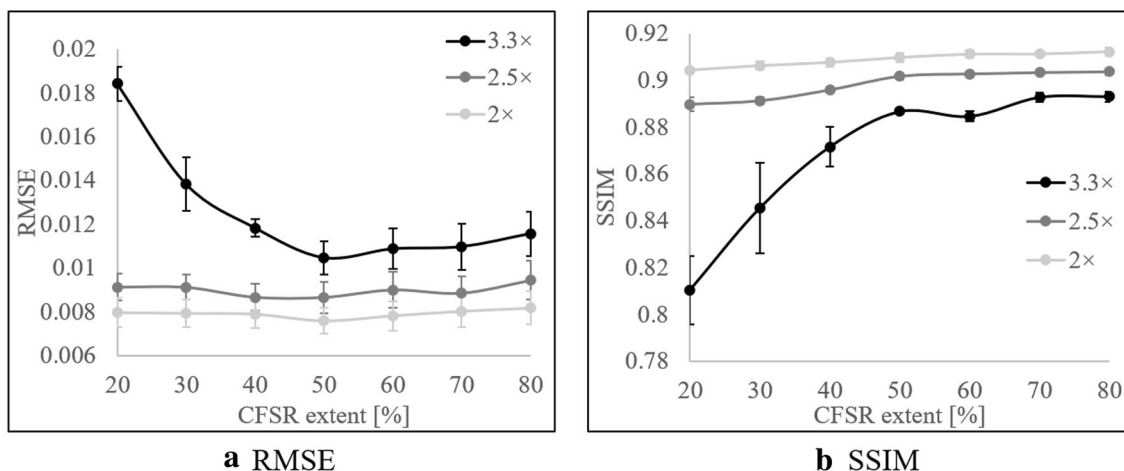 0.02
0.018
0.016
0.014
0.012
0.01
0.008
0.006
RMSE
3.3×
2.5×
2×
20 30 40 50 60 70 80
CFSR extent [%]
a RMSE
0.92
0.9
0.88
0.86
0.84
0.82
0.8
0.78
SSIM
3.3×
2.5×
2×
20 30 40 50 60 70 80
CFSR extent [%]
b SSIM